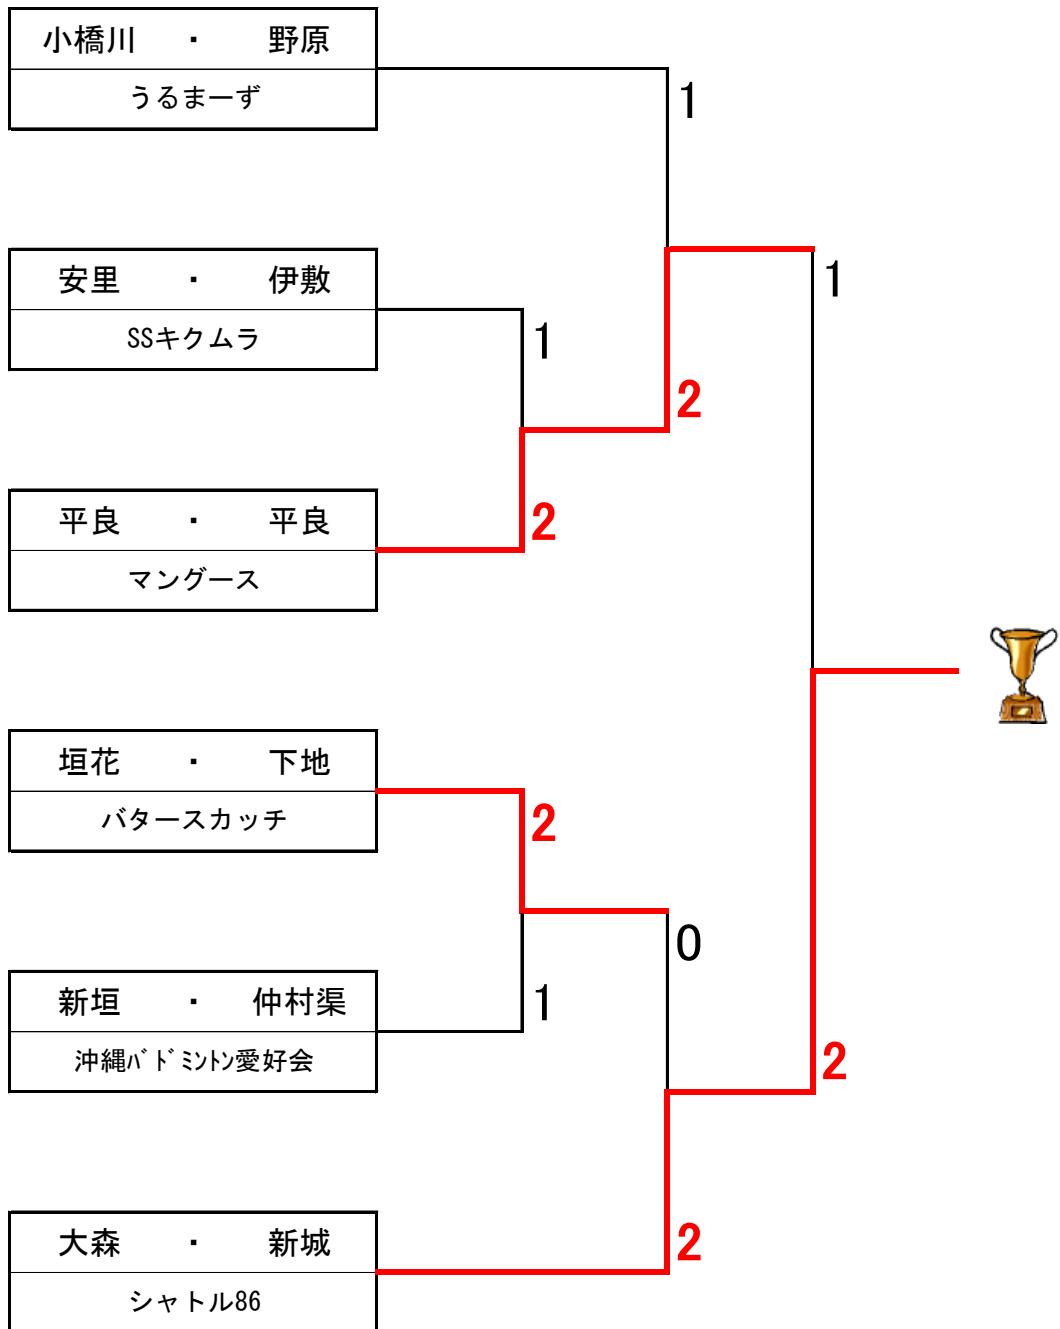 小橋川 ・ 野原
うるまーず
1
安里 ・ 伊敷
SSキクムラ
1
1
2
平良 ・ 平良
マングース
2
垣花 ・ 下地
バタースカッチ
2
0
新垣 ・ 仲村渠
沖縄ﾊﾞﾄﾞﾐﾝﾄﾝ愛好会
1
2
大森 ・ 新城
シャトル86
2